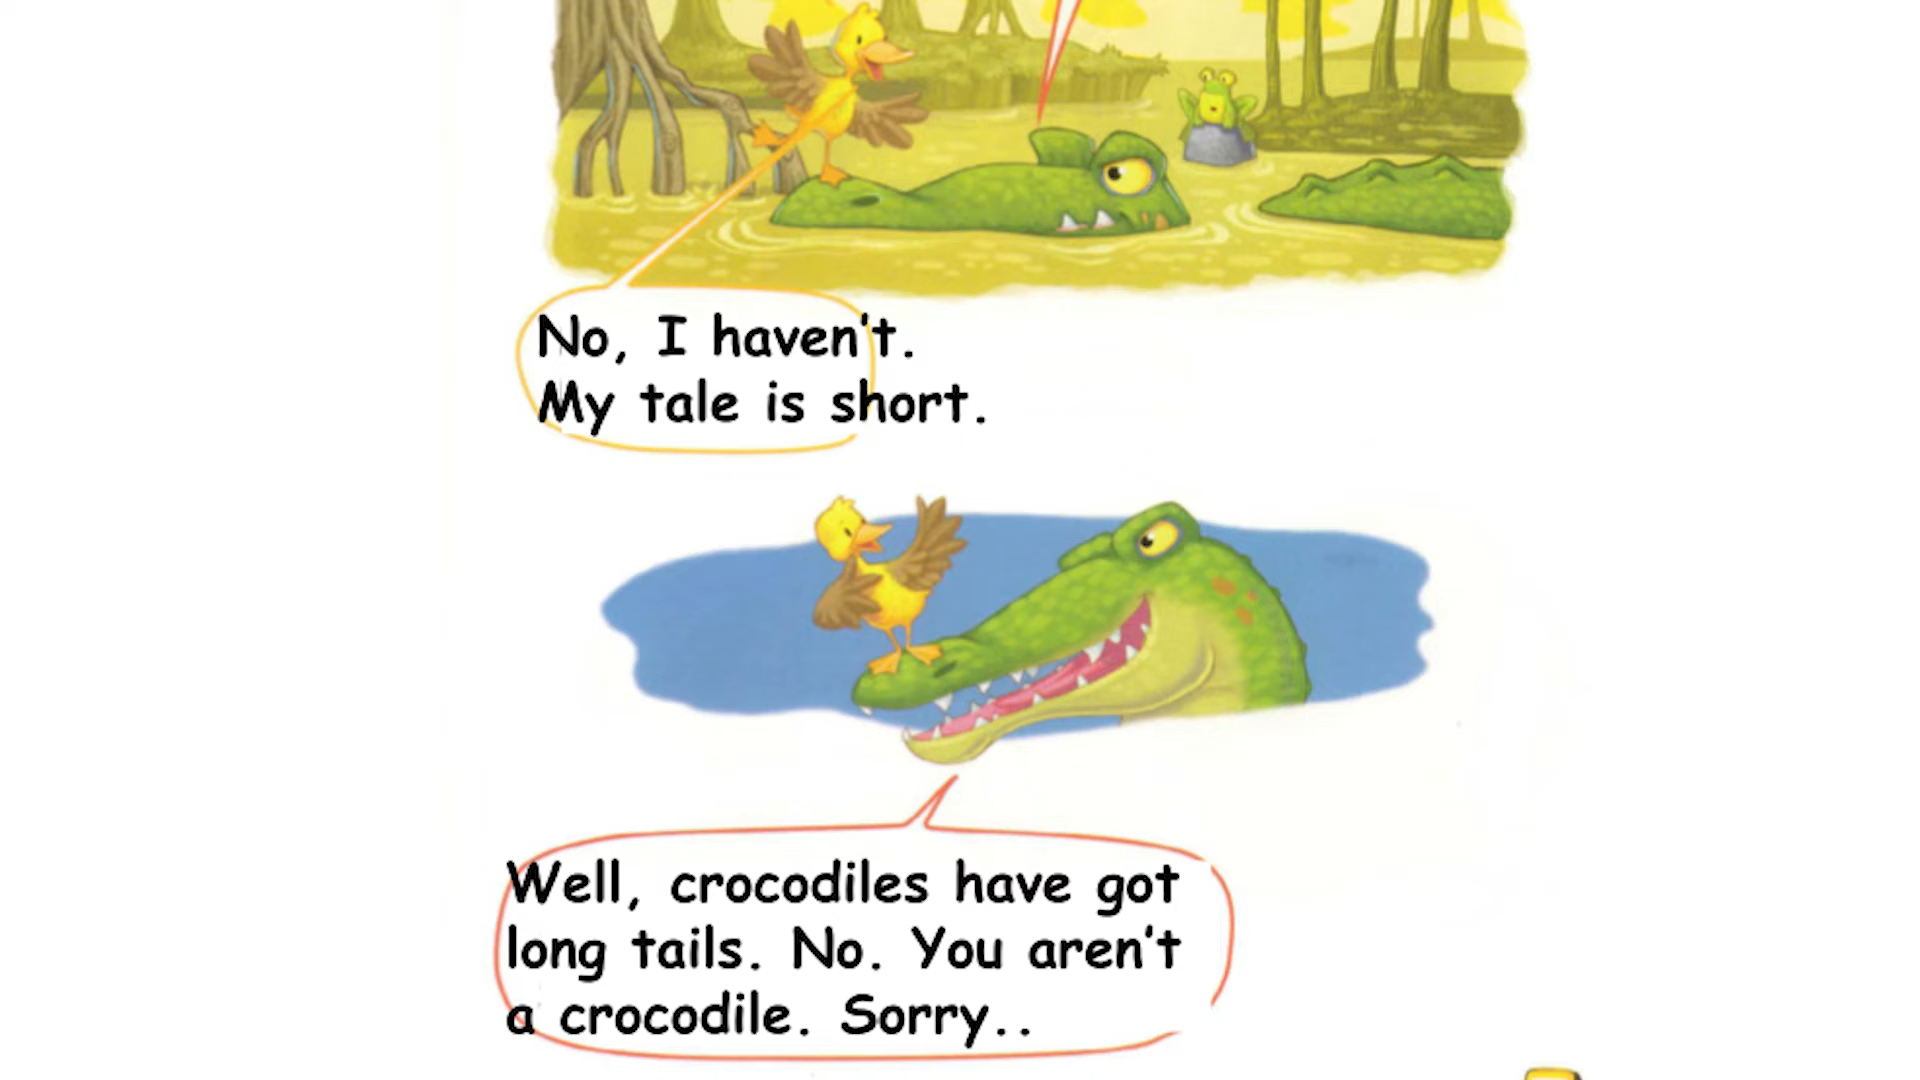 No, I haven't.
My tale is short.
Well, crocodiles have got
long tails. No. You aren't
a crocodile. Sorry..